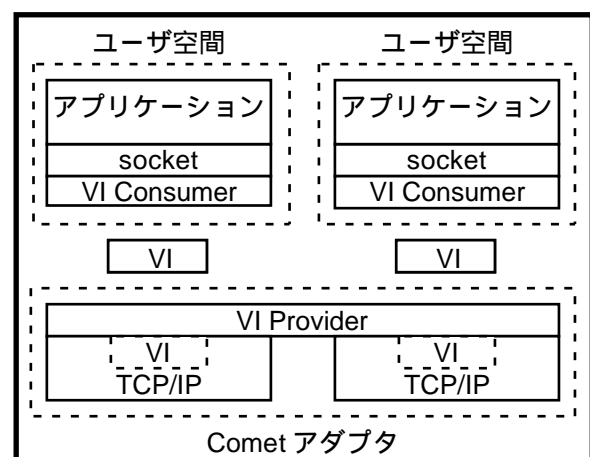 ユーザ空間
アプリケーション
socket
VI Consumer
VI
ユーザ空間
アプリケーション
socket
VI Consumer
VI
VI Provider
VI
TCP/IP
VI
TCP/IP
Comet アダプタ